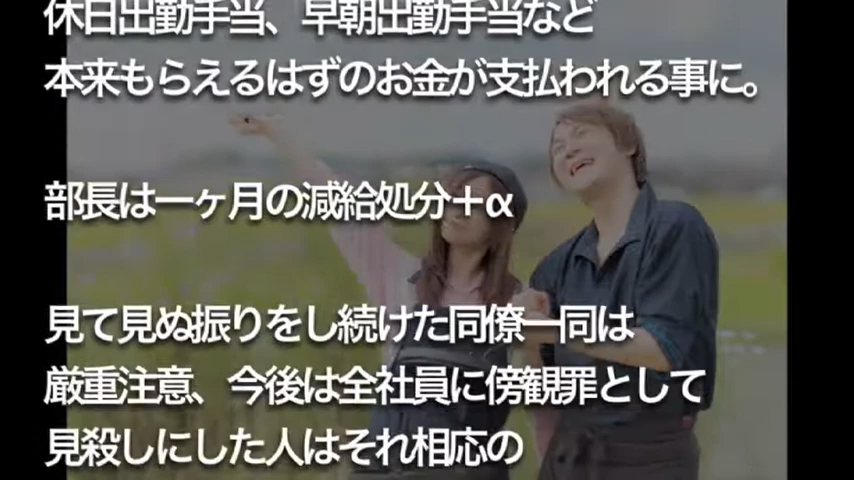 休日出勤手当、早朝出勤手当など
本来もらえるはずのお金が支払われる事に。
部長は一ヶ月の減給処分＋α
見て見ぬ振りをし続けた同僚一同は
厳重注意、今後は全社員に傍観罪として
見殺しにした人はそれ相応の